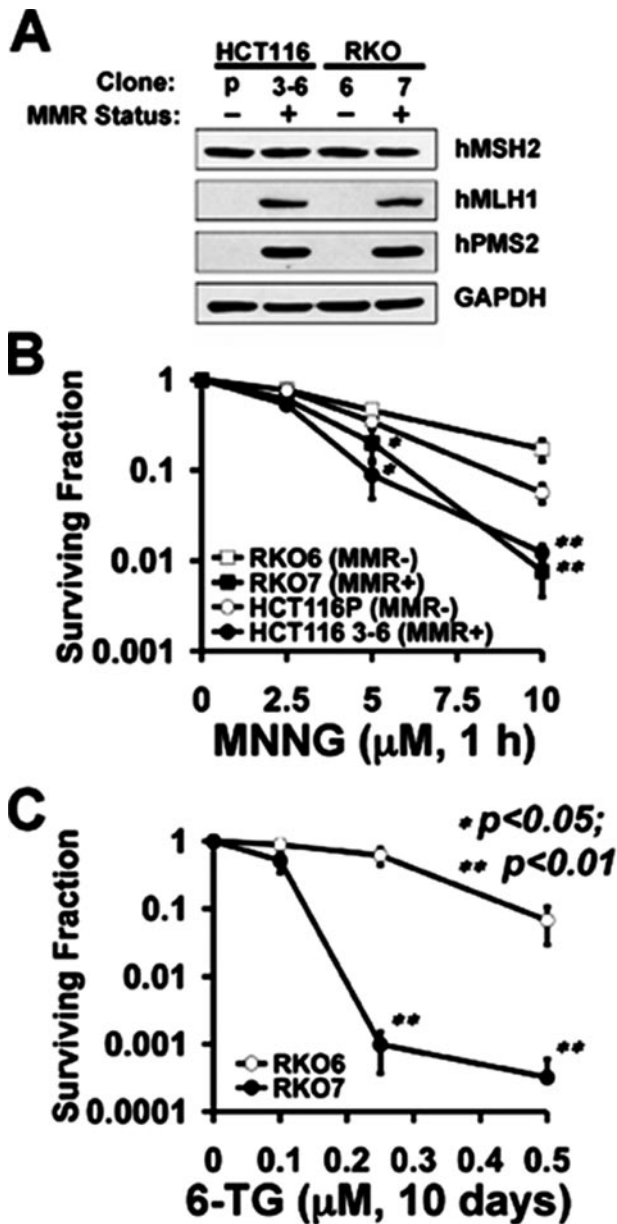 A
HCT116 RKO
Clone: p 3-6 6 7
MMR Status: – + – +
hMSH2
hMLH1
hPMS2
GAPDH
B
Surviving Fraction
1
0.1
0.01
0.001
* 
*
**
**
RKO6 (MMR-)
RKO7 (MMR+)
HCT116P (MMR-)
HCT116 3-6 (MMR+)
0 2.5 5 7.5 10
MNNG (μM, 1 h)
C
* p<0.05;
** p<0.01
Surviving Fraction
1
0.1
0.01
0.001
0.0001
**
**
RKO6
RKO7
0 0.1 0.2 0.3 0.4 0.5
6-TG (μM, 10 days)